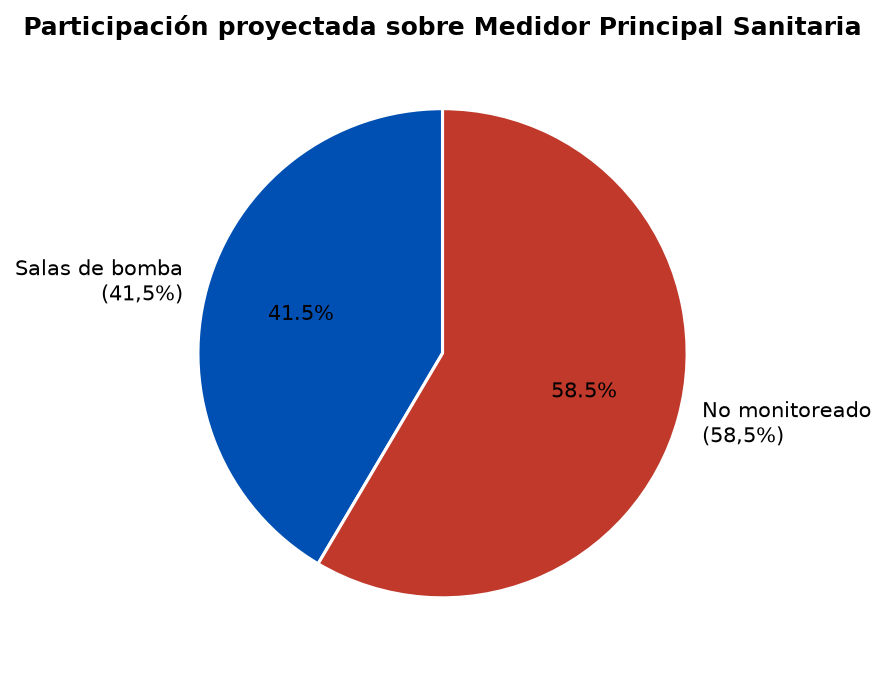 Participación proyectada sobre Medidor Principal Sanitaria
Salas de bomba
(41,5%)
41.5%
58.5%
No monitoreado
(58,5%)